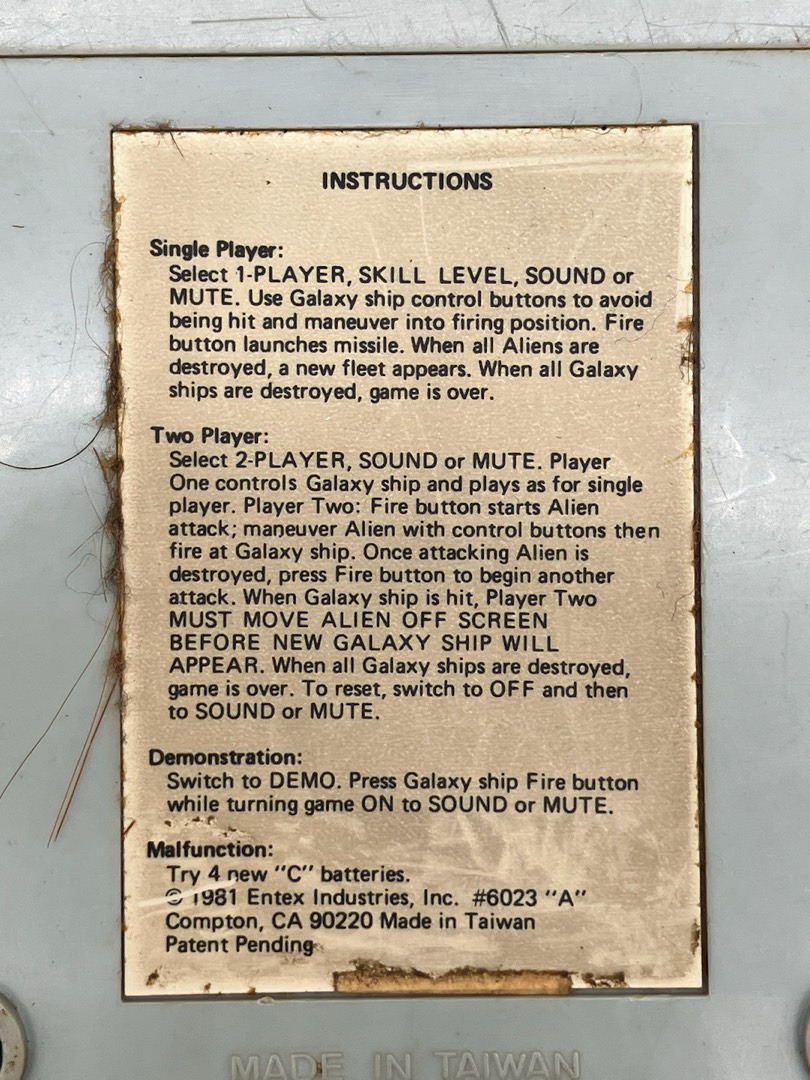 INSTRUCTIONS
Single Player:
Select 1-PLAYER, SKILL LEVEL, SOUND or
MUTE. Use Galaxy ship control buttons to avoid
being hit and maneuver into firing position. Fire
button launches missile. When all Aliens are
destroyed, a new fleet appears. When all Galaxy
ships are destroyed, game is over.
Two Player:
Select 2-PLAYER, SOUND or MUTE. Player
One controls Galaxy ship and plays as for single
player. Player Two: Fire button starts Alien
attack; maneuver Alien with control buttons then
fire at Galaxy ship. Once attacking Alien is
destroyed, press Fire button to begin another
attack. When Galaxy ship is hit, Player Two
MUST MOVE ALIEN OFF SCREEN
BEFORE NEW GALAXY SHIP WILL
APPEAR. When all Galaxy ships are destroyed,
game is over. To reset, switch to OFF and then
to SOUND or MUTE.
Demonstration:
Switch to DEMO. Press Galaxy ship Fire button
while turning game ON to SOUND or MUTE.
Malfunction:
Try 4 new "C" batteries.
© 1981 Entex Industries, Inc. #6023 "A"
Compton, CA 90220 Made in Taiwan
Patent Pending
MADE IN TAIWAN